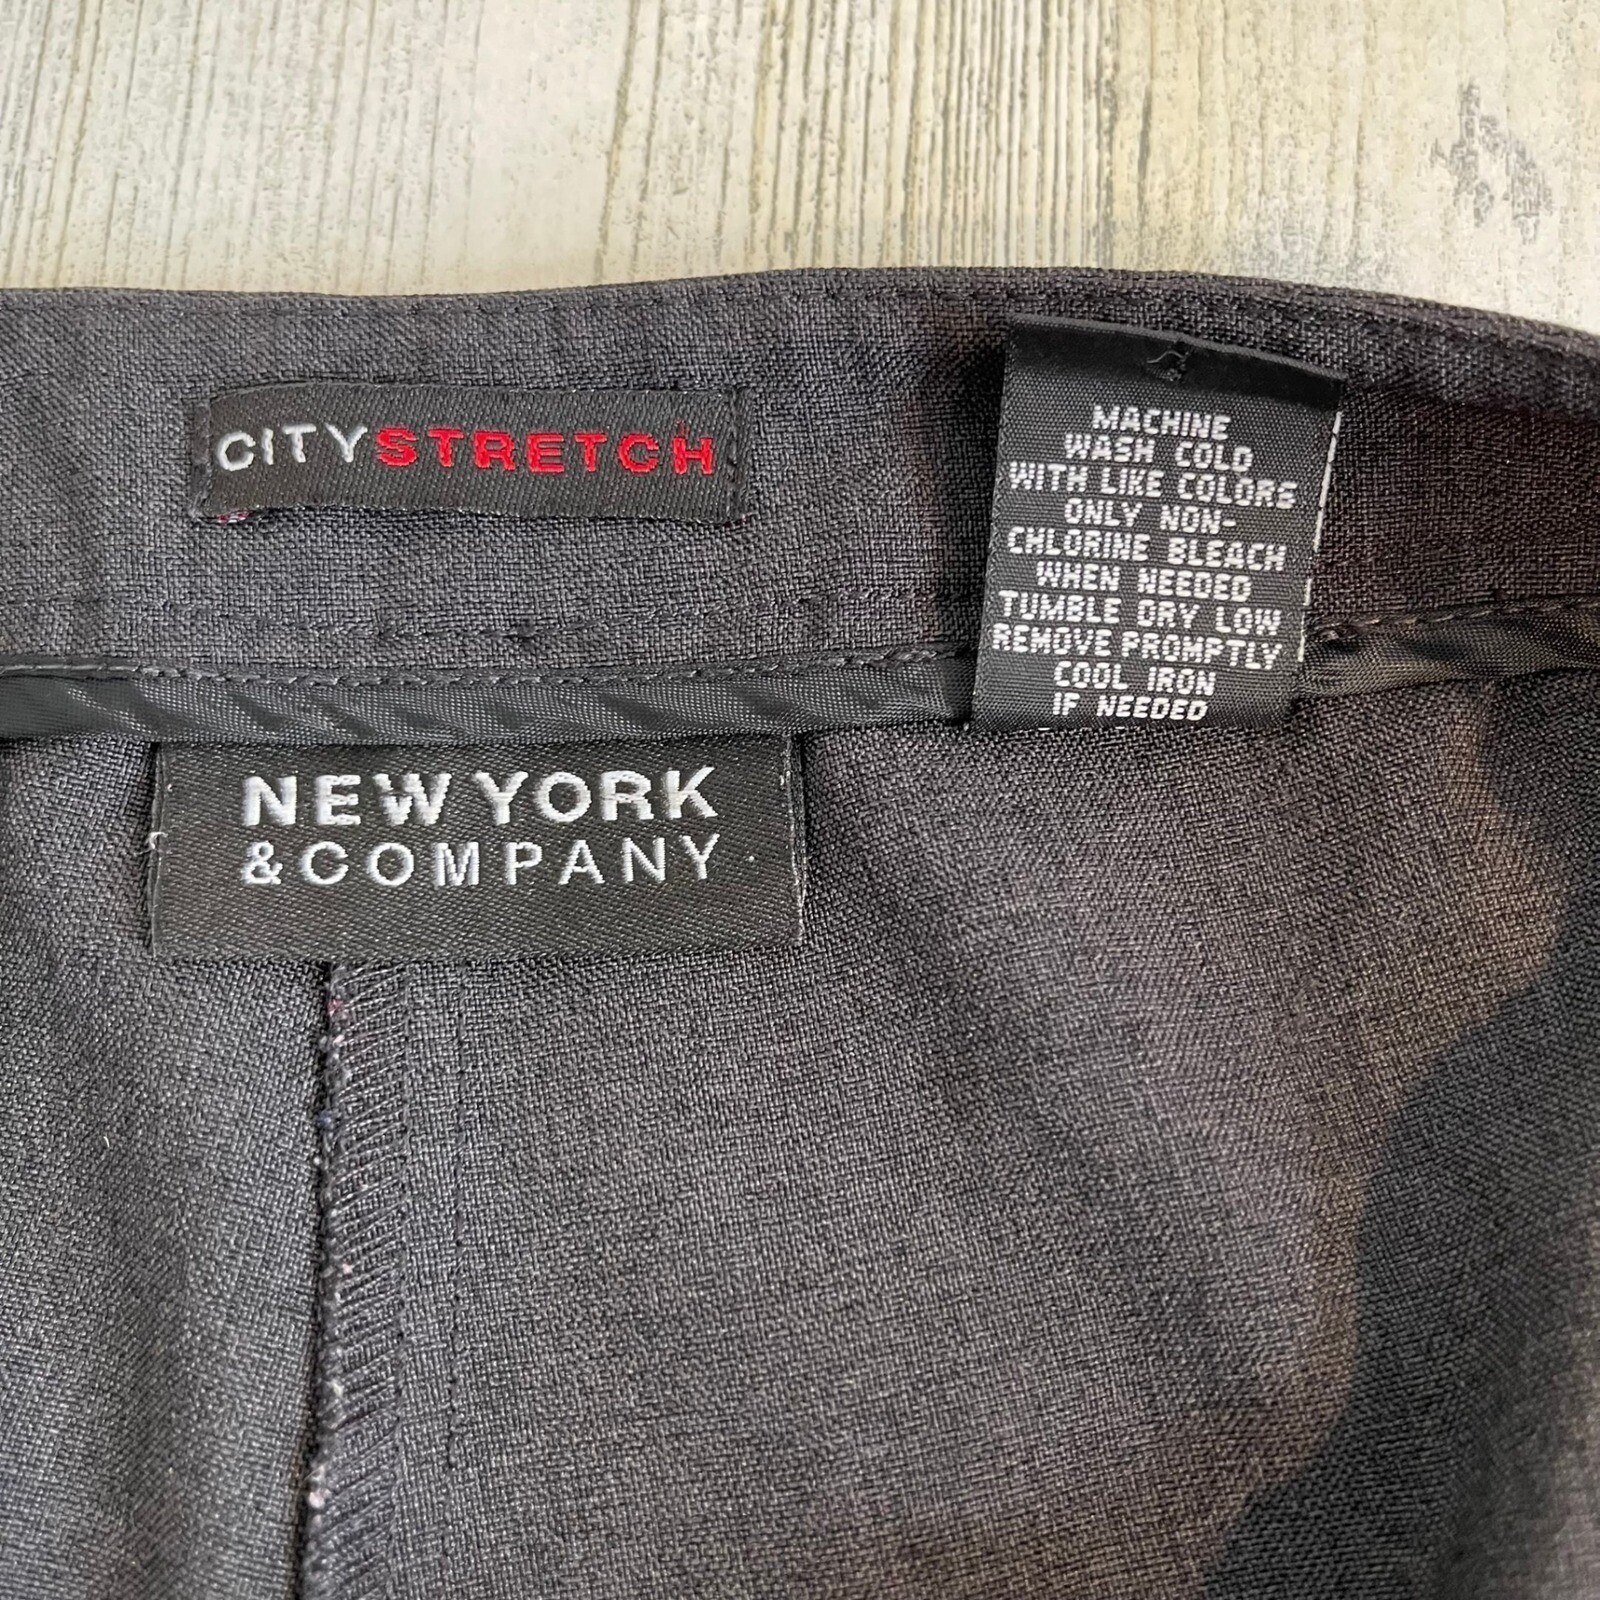 CITYSTRETCH
MACHINE
WASH COLD
WITH LIKE COLORS
ONLY NON-
CHLORINE BLEACH
WHEN NEEDED
TUMBLE DRY LOW
REMOVE PROMPTLY
COOL IRON
IF NEEDED
NEW YORK
& COMPANY